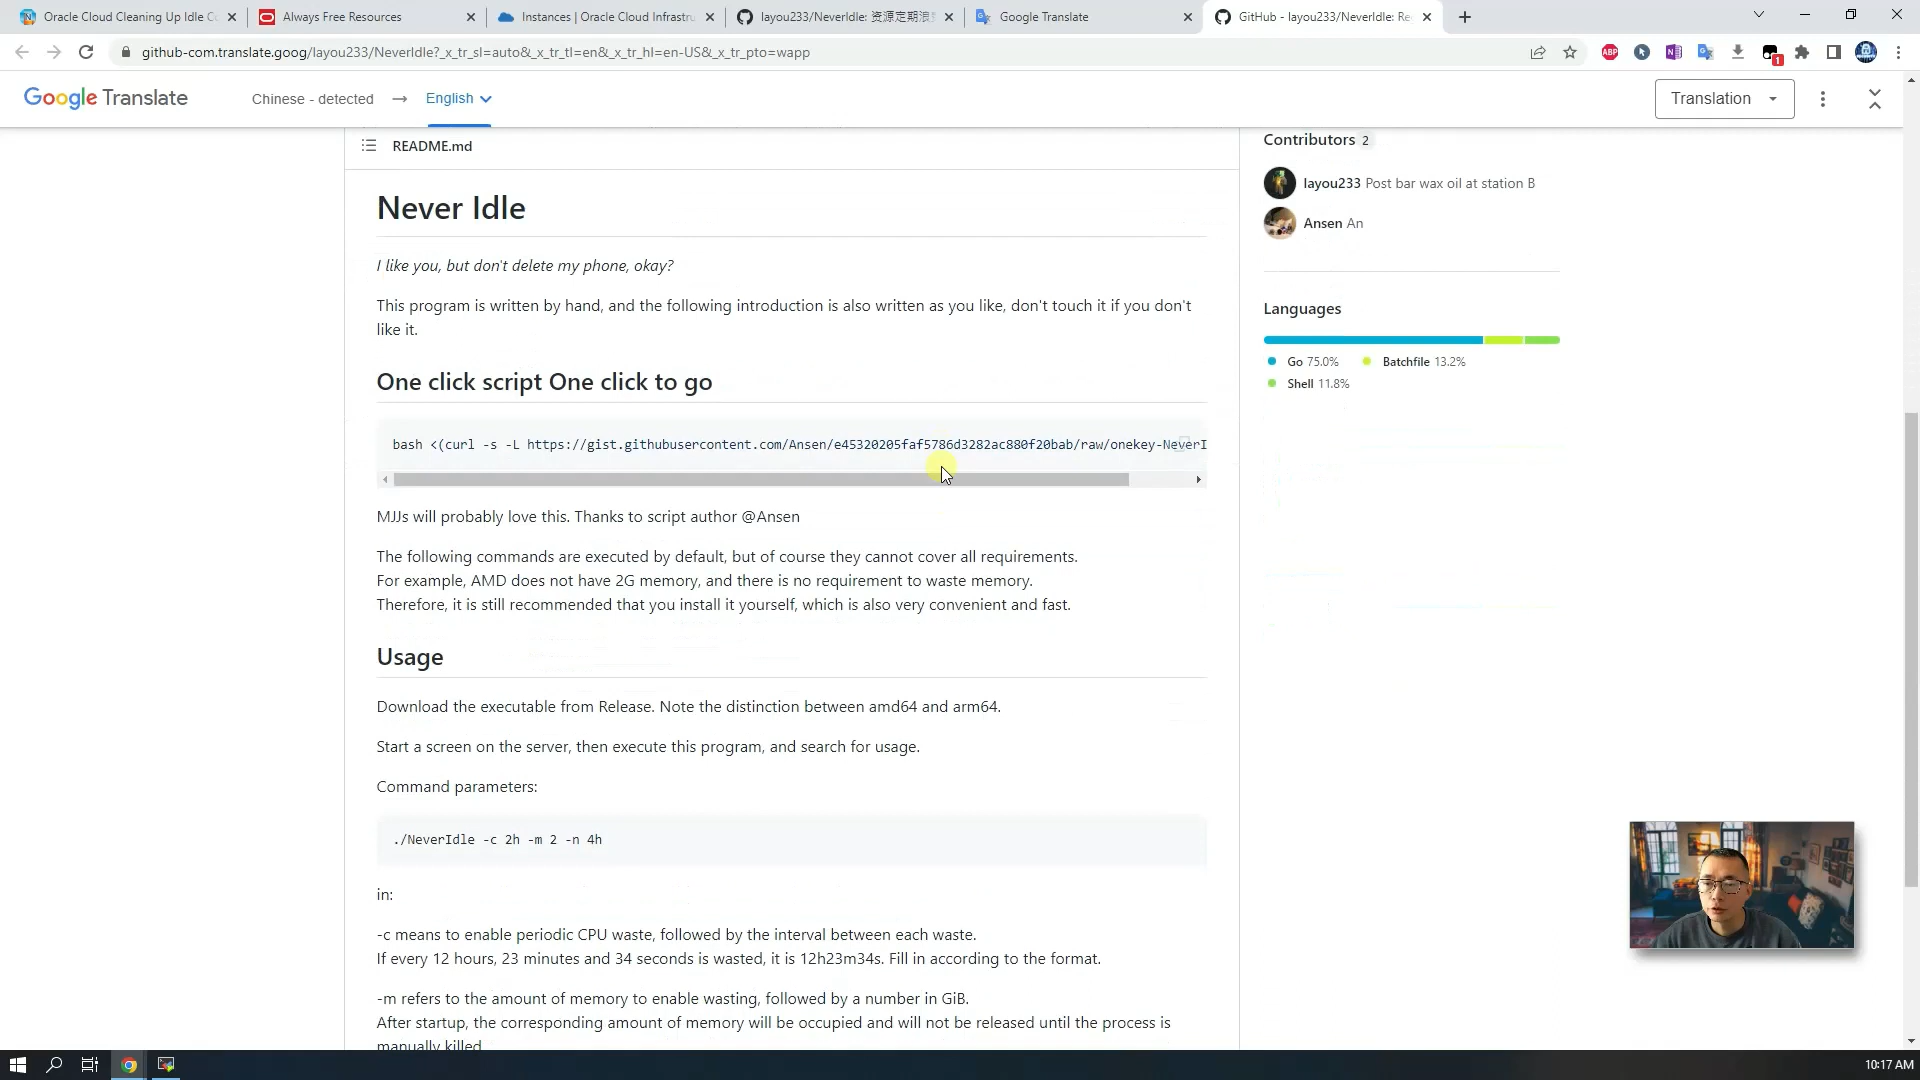 Oracle Cloud Cleaning Up Idle Co
Always Free Resources
Instances | Oracle Cloud Infrastru
layou233/NeverIdle: 资源定期浪
Google Translate
GitHub - layou233/NeverIdle: Re
github-com.translate.goog/layou233/NeverIdle?_x_tr_sl=auto&_x_tr_tl=en&_x_tr_hl=en-US&_x_tr_pto=wapp
ABP
1
Google Translate
Chinese - detected
English
Translation
README.md
Never Idle
I like you, but don't delete my phone, okay?
This program is written by hand, and the following introduction is also written as you like, don't touch it if you don't
like it.
One click script One click to go
bash <(curl -s -L https://gist.githubusercontent.com/Ansen/e45320205faf5786d3282ac880f20bab/raw/onekey-NeverI
MJJs will probably love this. Thanks to script author @Ansen
The following commands are executed by default, but of course they cannot cover all requirements.
For example, AMD does not have 2G memory, and there is no requirement to waste memory.
Therefore, it is still recommended that you install it yourself, which is also very convenient and fast.
Usage
Download the executable from Release. Note the distinction between amd64 and arm64.
Start a screen on the server, then execute this program, and search for usage.
Command parameters:
./NeverIdle -c 2h -m 2 -n 4h
in:
-c means to enable periodic CPU waste, followed by the interval between each waste.
If every 12 hours, 23 minutes and 34 seconds is wasted, it is 12h23m34s. Fill in according to the format.
-m refers to the amount of memory to enable wasting, followed by a number in GiB.
After startup, the corresponding amount of memory will be occupied and will not be released until the process is
manually killed.
Contributors 2
layou233 Post bar wax oil at station B
Ansen An
Languages
Go 75.0%
Batchfile 13.2%
Shell 11.8%
10:17 AM